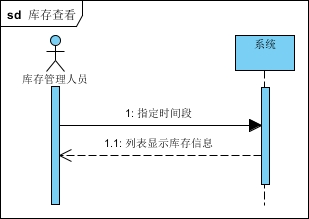 sd 库存查看
库存管理人员
系统
1: 指定时间段
1.1: 列表显示库存信息